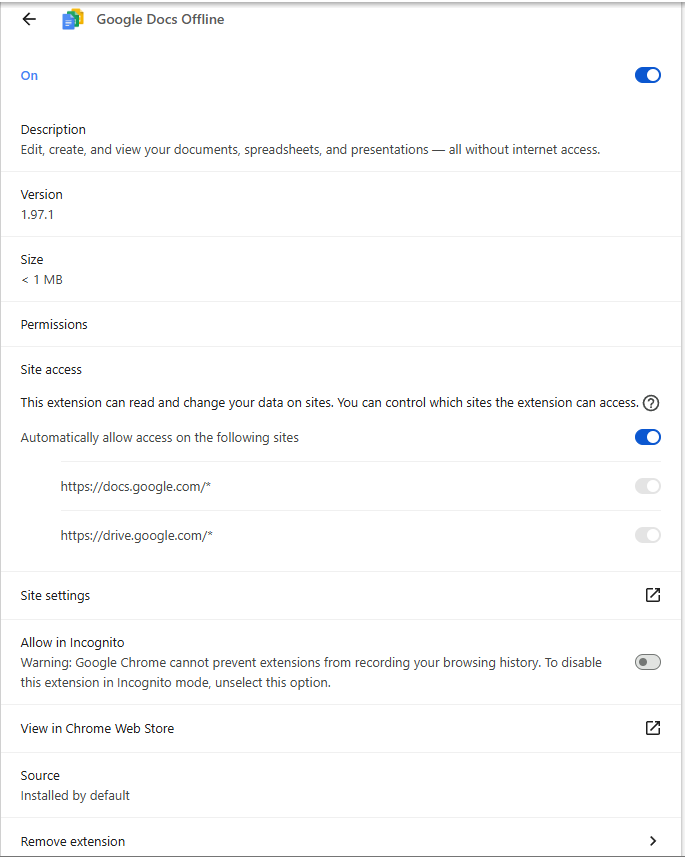 Google Docs Offline
On
Description
Edit, create, and view your documents, spreadsheets, and presentations — all without internet access.
Version
1.97.1
Size
< 1 MB
Permissions
Site access
This extension can read and change your data on sites. You can control which sites the extension can access.
Automatically allow access on the following sites
https://docs.google.com/*
https://drive.google.com/*
Site settings
Allow in Incognito
Warning: Google Chrome cannot prevent extensions from recording your browsing history. To disable
this extension in Incognito mode, unselect this option.
View in Chrome Web Store
Source
Installed by default
Remove extension